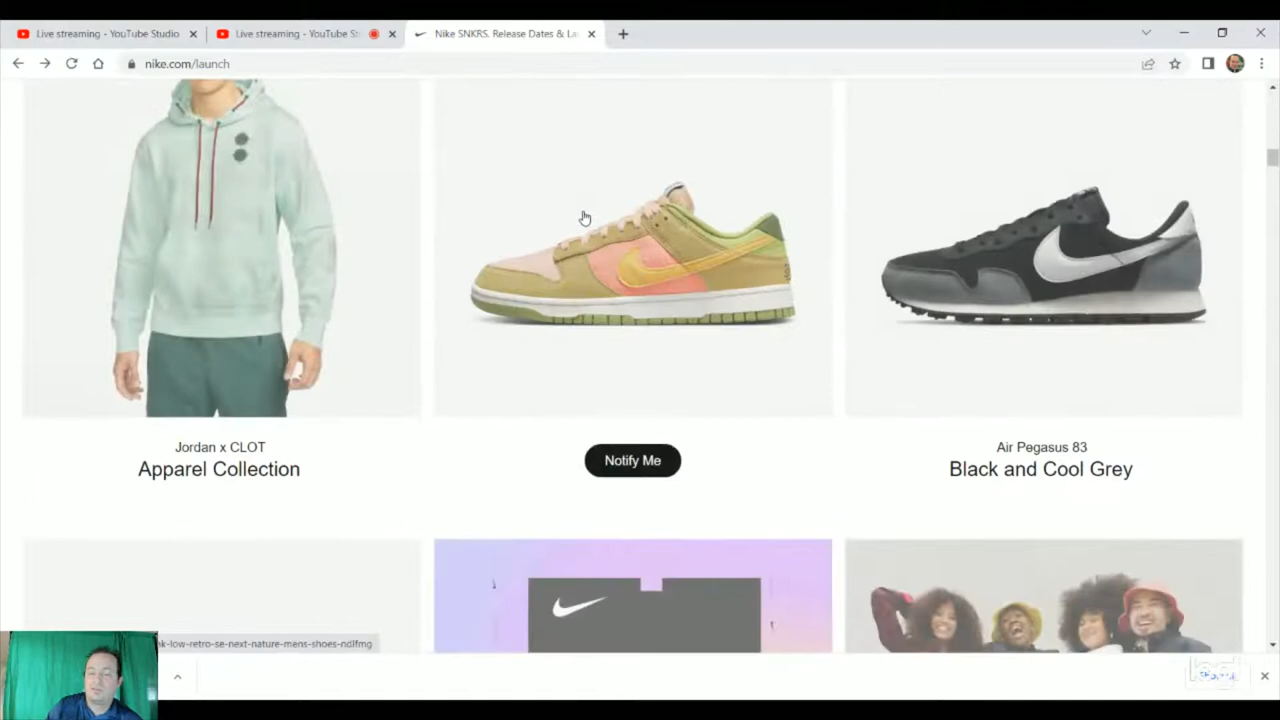 Live streaming - YouTube Studio
Live streaming - YouTube St
Nike SNKRS. Release Dates & La
nike.com/launch
Jordan x CLOT
Apparel Collection
Notify Me
Air Pegasus 83
Black and Cool Grey
nk-low-retro-se-next-nature-mens-shoes-ndlfmg